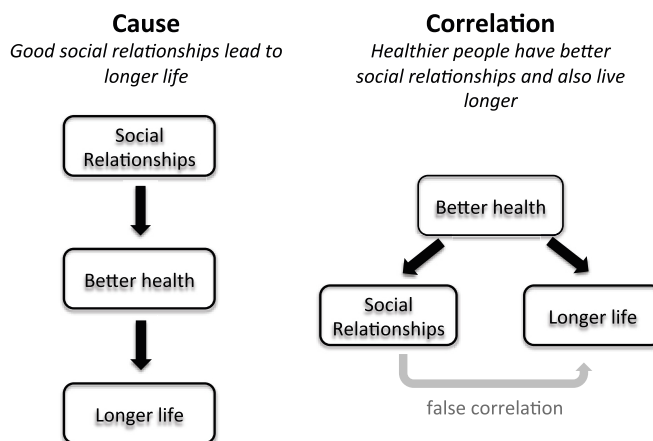 Cause
Good social relationships lead to
longer life
Social
Relationships
Better health
Longer life
Correlation
Healthier people have better
social relationships and also live
longer
Better health
Social
Relationships
Longer life
false correlation